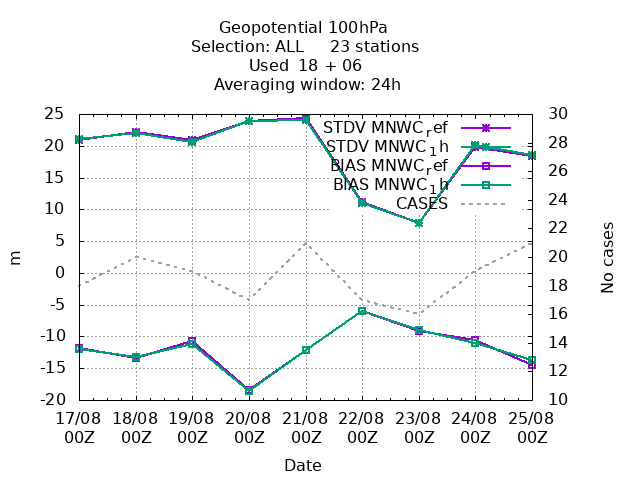 Geopotential 100hPa
Selection: ALL 23 stations
Used 18 + 06
Averaging window: 24h
25
20
15
10
5
0
-5
-10
-15
-20
m
30
28
26
24
22
20
18
16
14
12
10
No cases
STDV MNWC_ref
STDV MNWC_1h
BIAS MNWC_ref
BIAS MNWC_1h
CASES
17/08 18/08 19/08 20/08 21/08 22/08 23/08 24/08 25/08
00Z 00Z 00Z 00Z 00Z 00Z 00Z 00Z 00Z
Date